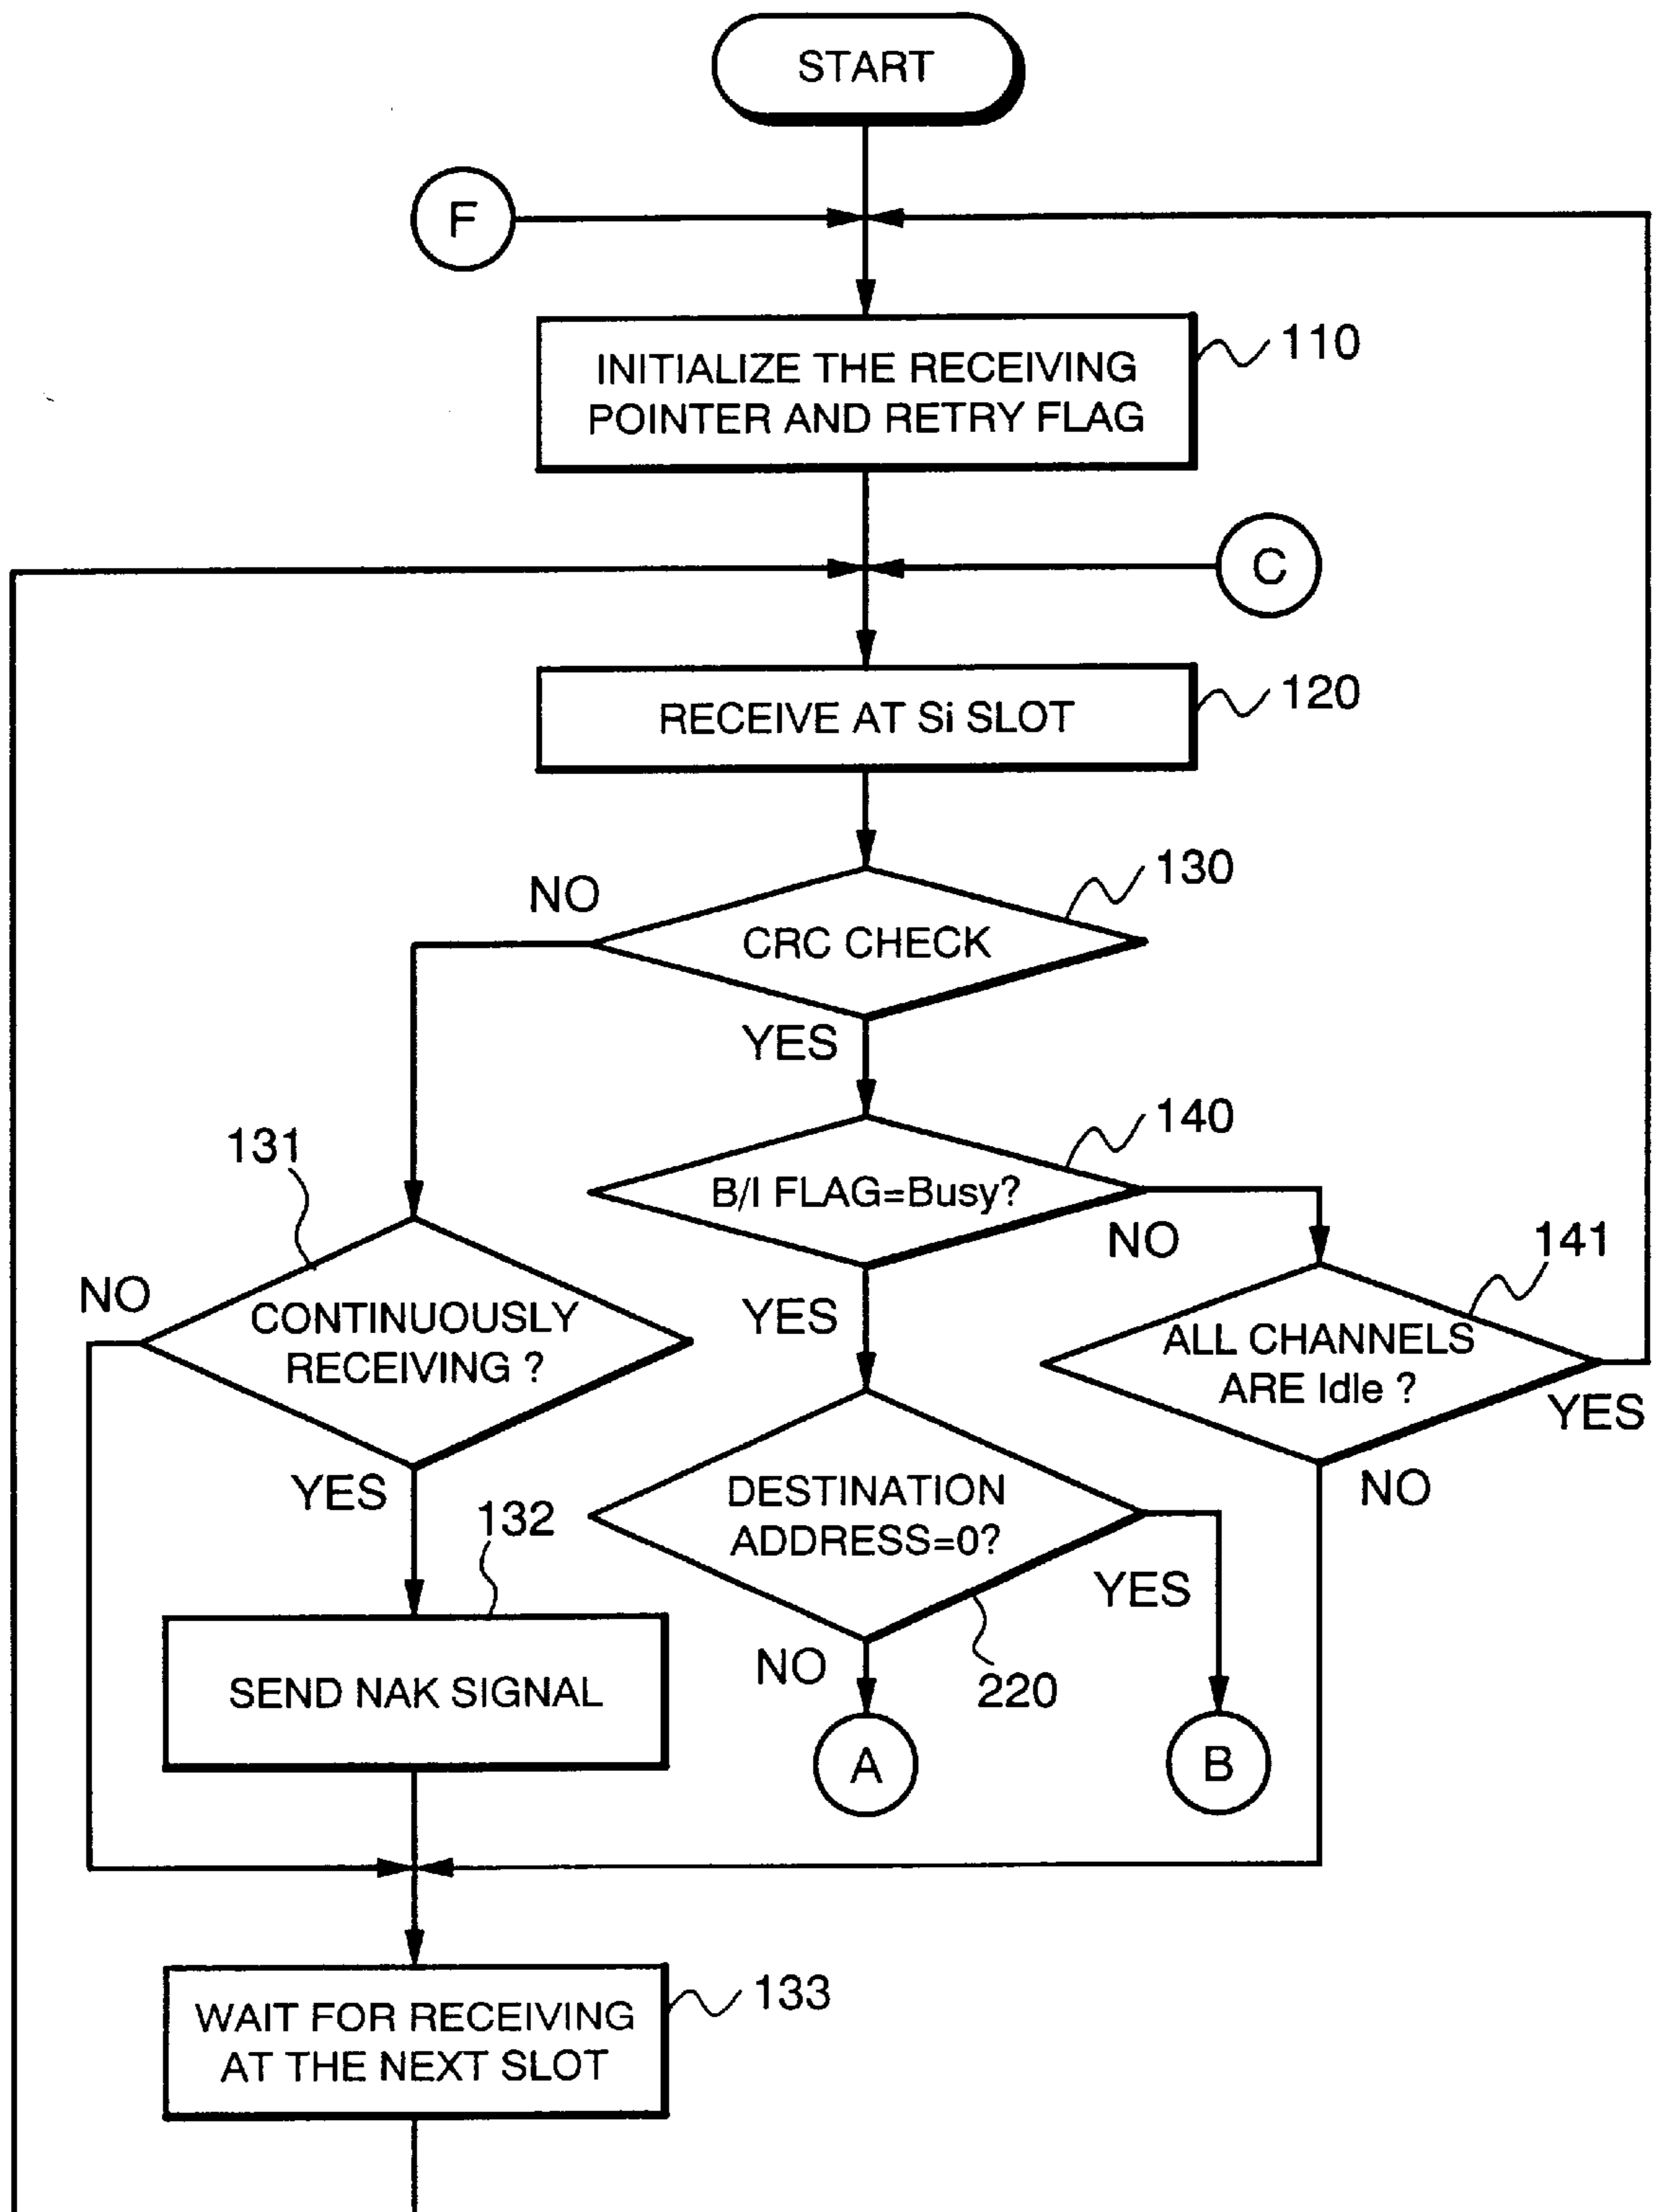 START
F
INITIALIZE THE RECEIVING
POINTER AND RETRY FLAG
110
C
RECEIVE AT Si SLOT
120
NO
CRC CHECK
130
YES
131
B/I FLAG=Busy?
140
NO
141
NO
CONTINUOUSLY
RECEIVING ?
YES
ALL CHANNELS
ARE Idle ?
YES
YES
132
DESTINATION
ADDRESS=0?
YES
NO
SEND NAK SIGNAL
NO
220
A
B
WAIT FOR RECEIVING
AT THE NEXT SLOT
133